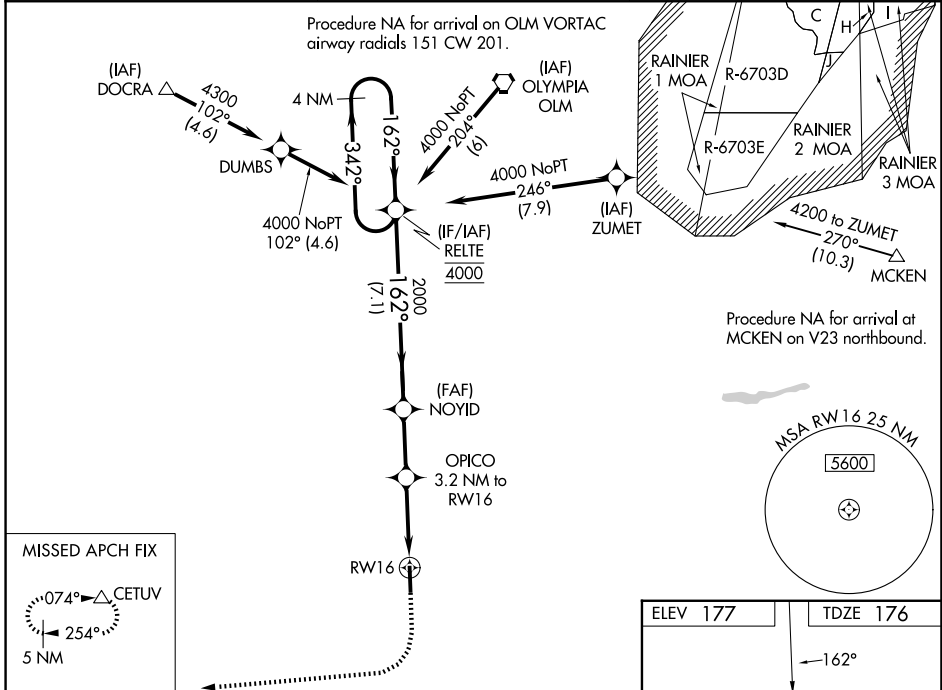 Procedure NA for arrival on OLM VORTAC
airway radials 151 CW 201.
(IAF)
DOCRA
4300
102°
(4.6)
DUMBS
4000 NoPT
102° (4.6)
4 NM
342°
162°
(IAF)
OLYMPIA
OLM
4000 NoPT
204°
(6)
4000 NoPT
246°
(7.9)
(IAF)
ZUMET
(IF/IAF)
RELTE
4000
2000
162°
(7.1)
(FAF)
NOYID
OPICO
3.2 NM to
RW16
RW16
RAINIER
1 MOA
R-6703D
R-6703E
C
H
I
J
RAINIER
2 MOA
RAINIER
3 MOA
4200 to ZUMET
270°
(10.3)
MCKEN
Procedure NA for arrival at
MCKEN on V23 northbound.
MSA RW16 25 NM
5600
MISSED APCH FIX
074°
CETUV
254°
5 NM
ELEV 177
TDZE 176
162°